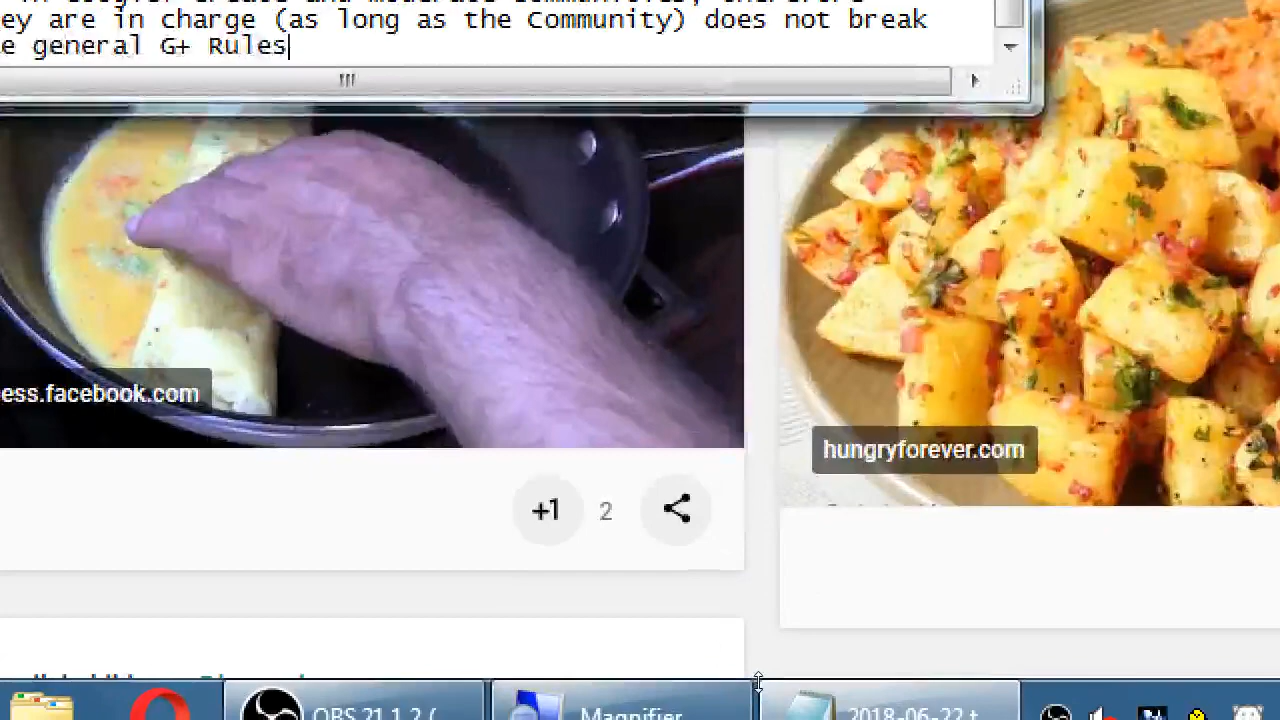 ey are in charge (as long as the Community) does not break
e general G+ Rules
ess.facebook.com
hungryforever.com
+1 2
OBS 21.1.2 (
Magnifier
2018-06-22 t